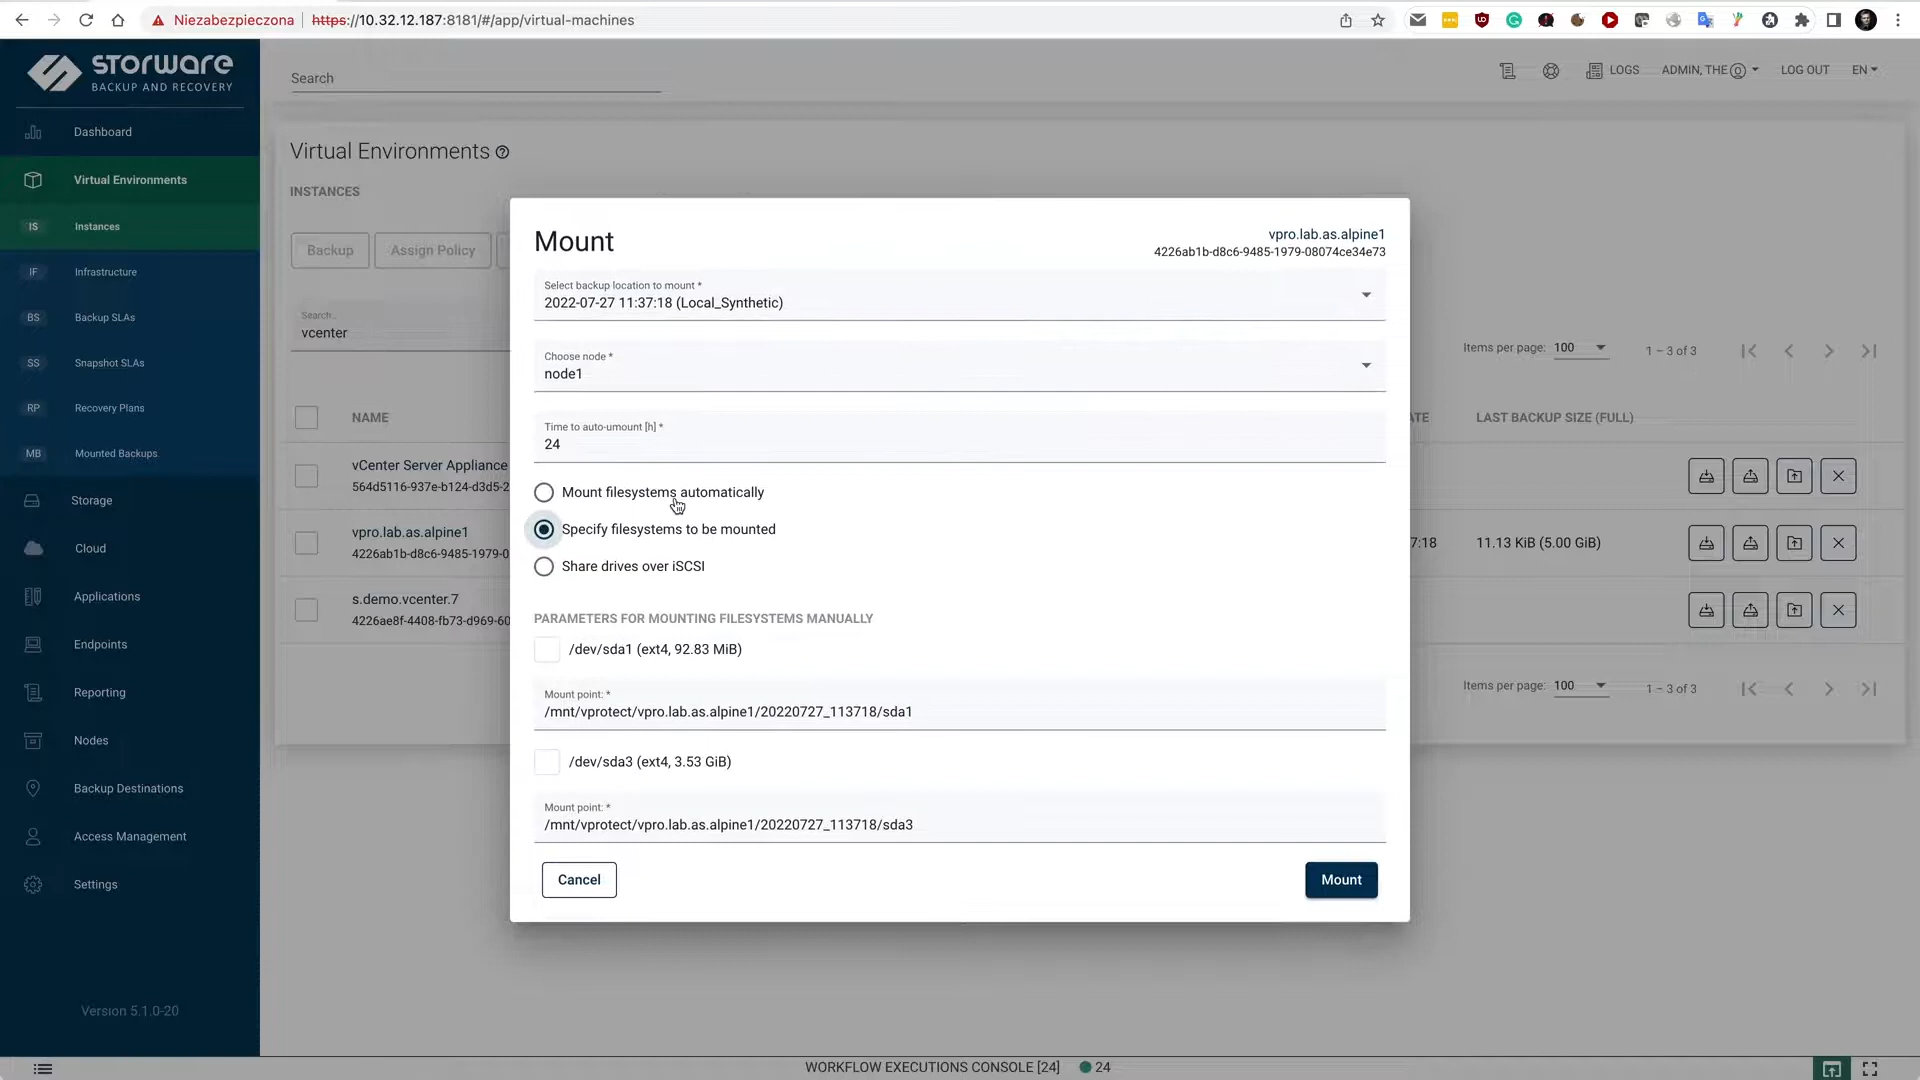 Niezabezpieczona
https://10.32.12.187:8181/#/app/virtual-machines
STORWARE
BACKUP AND RECOVERY
Search
LOGS
ADMIN, THE
LOG OUT
EN
Dashboard
Virtual Environments
IS Instances
IF Infrastructure
BS Backup SLAs
SS Snapshot SLAs
RP Recovery Plans
MB Mounted Backups
Storage
Cloud
Applications
Endpoints
Reporting
Nodes
Backup Destinations
Access Management
Settings
Version 5.1.0-20
Virtual Environments
INSTANCES
Backup
Assign Policy
Search..
vcenter
Items per page: 100
1 – 3 of 3
NAME
ATE
LAST BACKUP SIZE (FULL)
vCenter Server Appliance
564d5116-937e-b124-d3d5-2
vpro.lab.as.alpine1
4226ab1b-d8c6-9485-1979-0
7:18
11.13 KiB (5.00 GiB)
s.demo.vcenter.7
4226ae8f-4408-fb73-d969-60
Items per page: 100
1 – 3 of 3
Mount
vpro.lab.as.alpine1
4226ab1b-d8c6-9485-1979-08074ce34e73
Select backup location to mount *
2022-07-27 11:37:18 (Local_Synthetic)
Choose node *
node1
Time to auto-umount [h] *
24
Mount filesystems automatically
Specify filesystems to be mounted
Share drives over iSCSI
PARAMETERS FOR MOUNTING FILESYSTEMS MANUALLY
/dev/sda1 (ext4, 92.83 MiB)
Mount point: *
/mnt/vprotect/vpro.lab.as.alpine1/20220727_113718/sda1
/dev/sda3 (ext4, 3.53 GiB)
Mount point: *
/mnt/vprotect/vpro.lab.as.alpine1/20220727_113718/sda3
Cancel
Mount
WORKFLOW EXECUTIONS CONSOLE [24]
24